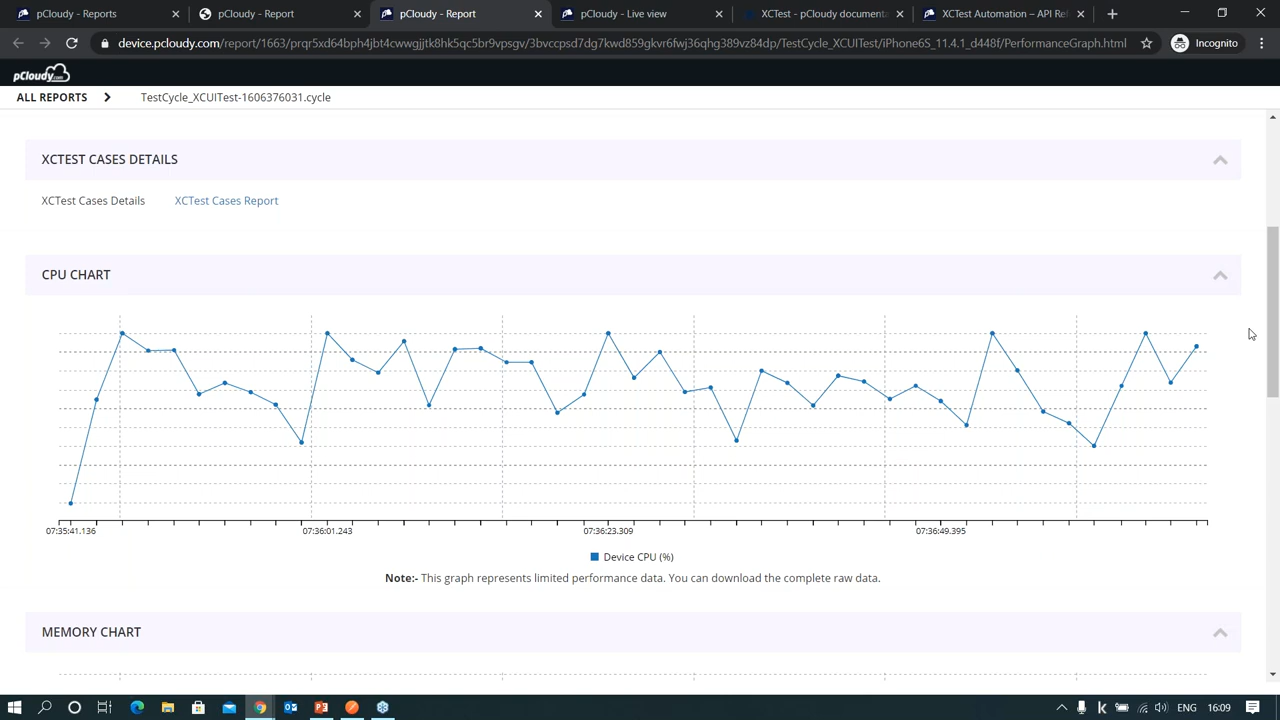 pCloudy - Reports
pCloudy - Report
pCloudy - Report
pCloudy - Live view
XCTest - pCloudy documenta
XCTest Automation – API Re
device.pcloudy.com/report/1663/prqr5xd64bph4jbt4cwwgjjtk8hk5qc5hr9vpsgv/3bvccpsd7dg7kwd859gkvr6fwj36qhg389vz84dp/TestCycle_XCUITest/iPhone6S_11.4.1_d448f/PerformanceGraph.html
Incognito
pCloudy.com
ALL REPORTS
TestCycle_XCUITest-1606376031.cycle
XCTEST CASES DETAILS
XCTest Cases Details
XCTest Cases Report
CPU CHART
07:35:41.136
07:36:01.243
07:36:23.309
07:36:49.395
Device CPU (%)
Note:- This graph represents limited performance data. You can download the complete raw data.
MEMORY CHART
ENG
16:09